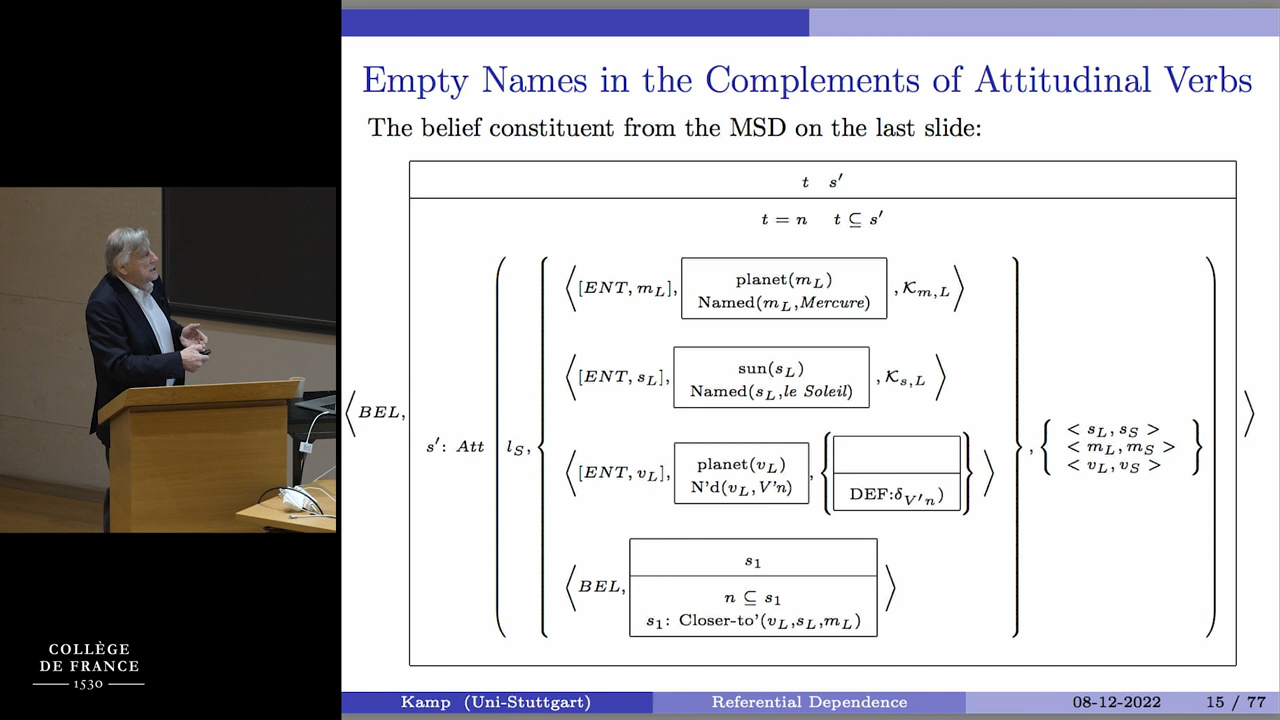 Empty Names in the Complements of Attitudinal Verbs
The belief constituent from the MSD on the last slide:
t s′
t = n t ⊆ s′
⟨[ENT, m_L], planet(m_L) Named(m_L,Mercure) , 𝒦_{m,L}⟩
⟨[ENT, s_L], sun(s_L) Named(s_L,le Soleil) , 𝒦_{s,L}⟩
⟨BEL, s′: Att ( l_S, {
⟨[ENT, v_L], planet(v_L) N'd(v_L,V'n) , { DEF:δ_{V′n}) } ⟩
} , { < s_L, s_S > < m_L, m_S > < v_L, v_S > } ) ⟩
⟨BEL, s_1
n ⊆ s_1
s_1: Closer-to'(v_L,s_L,m_L) ⟩
COLLÈGE
DE FRANCE
1530
Kamp (Uni-Stuttgart) Referential Dependence 08-12-2022 15 / 77